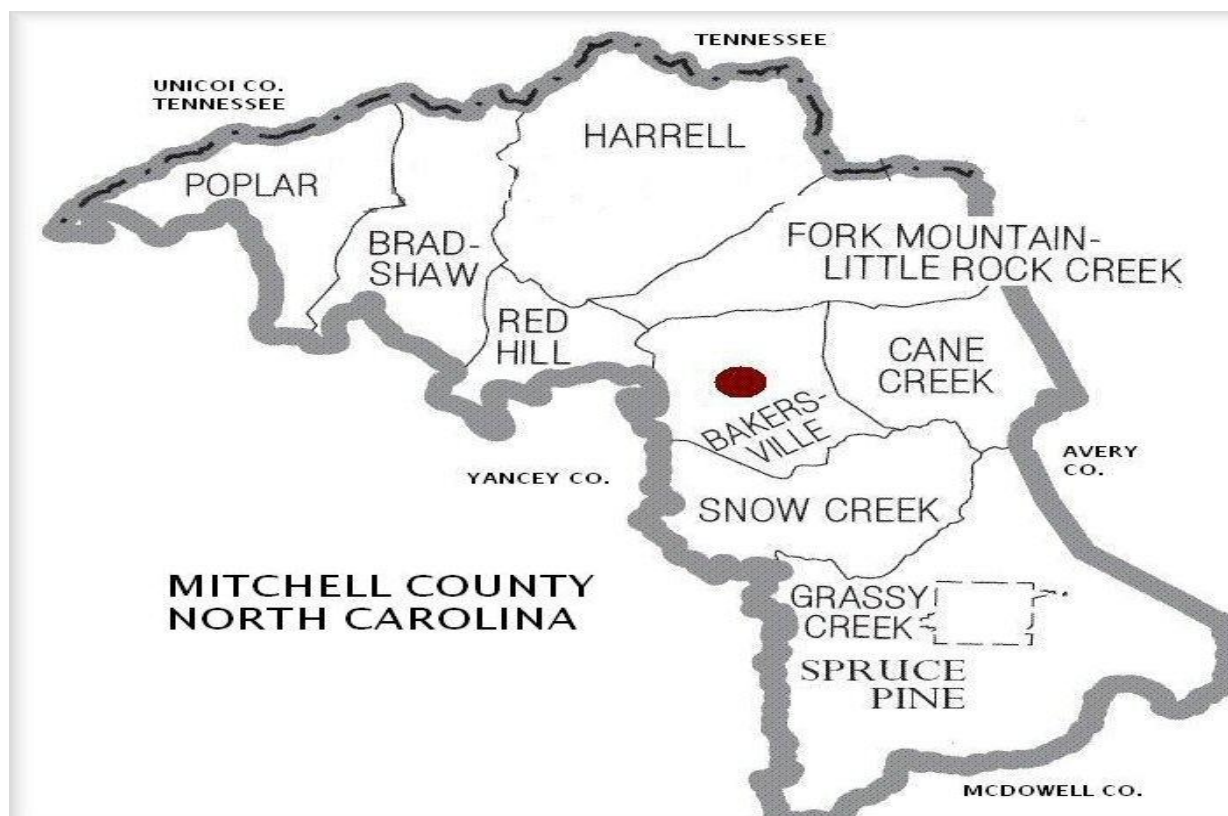 TENNESSEE
UNICOI CO.
TENNESSEE
HARRELL
POPLAR
BRAD-
SHAW
FORK MOUNTAIN-
LITTLE ROCK CREEK
RED
HILL
CANE
CREEK
BAKERS-
VILLE
AVERY
CO.
YANCEY CO.
SNOW CREEK
MITCHELL COUNTY
NORTH CAROLINA
GRASSY
CREEK
SPRUCE
PINE
MCDOWELL CO.